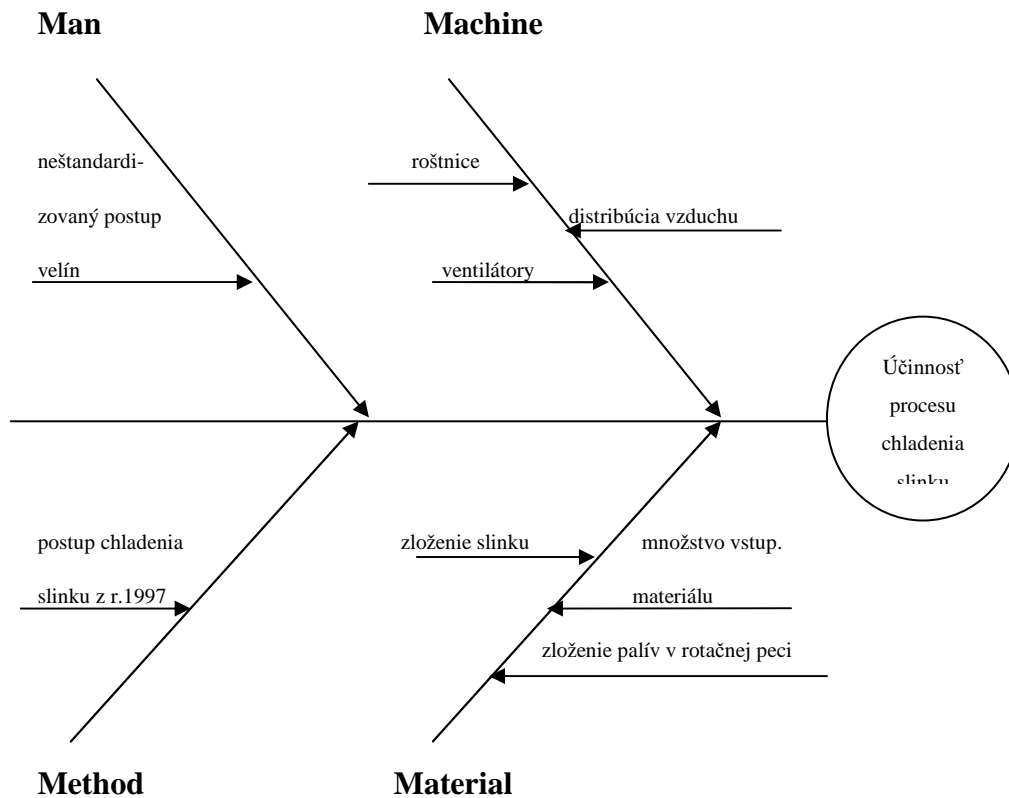 Man
Machine
neštandardi-
zovaný postup
velín
roštnice
distribúcia vzduchu
ventilátory
Účinnosť
procesu
chladenia
slinku
postup chladenia
slinku z r.1997
zloženie slinku
množstvo vstup.
materiálu
zloženie palív v rotačnej peci
Method
Material